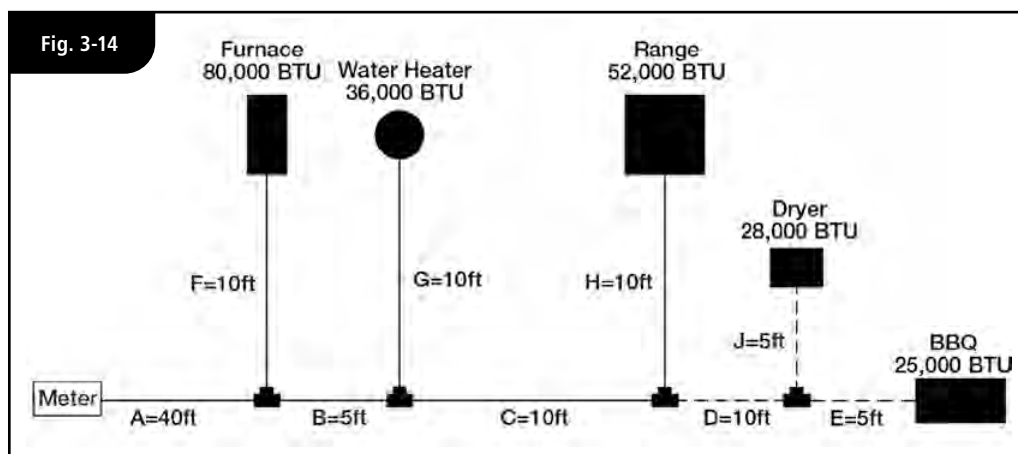 Fig. 3-14
Furnace
80,000 BTU
Water Heater
36,000 BTU
Range
52,000 BTU
Dryer
28,000 BTU
F=10ft
G=10ft
H=10ft
J=5ft
BBQ
25,000 BTU
Meter
A=40ft
B=5ft
C=10ft
D=10ft
E=5ft